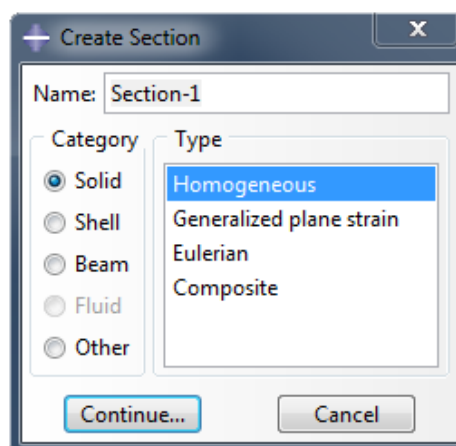 Create Section
X
Name: Section-1
Category
Type
Solid
Shell
Beam
Fluid
Other
Homogeneous
Generalized plane strain
Eulerian
Composite
Continue... Cancel